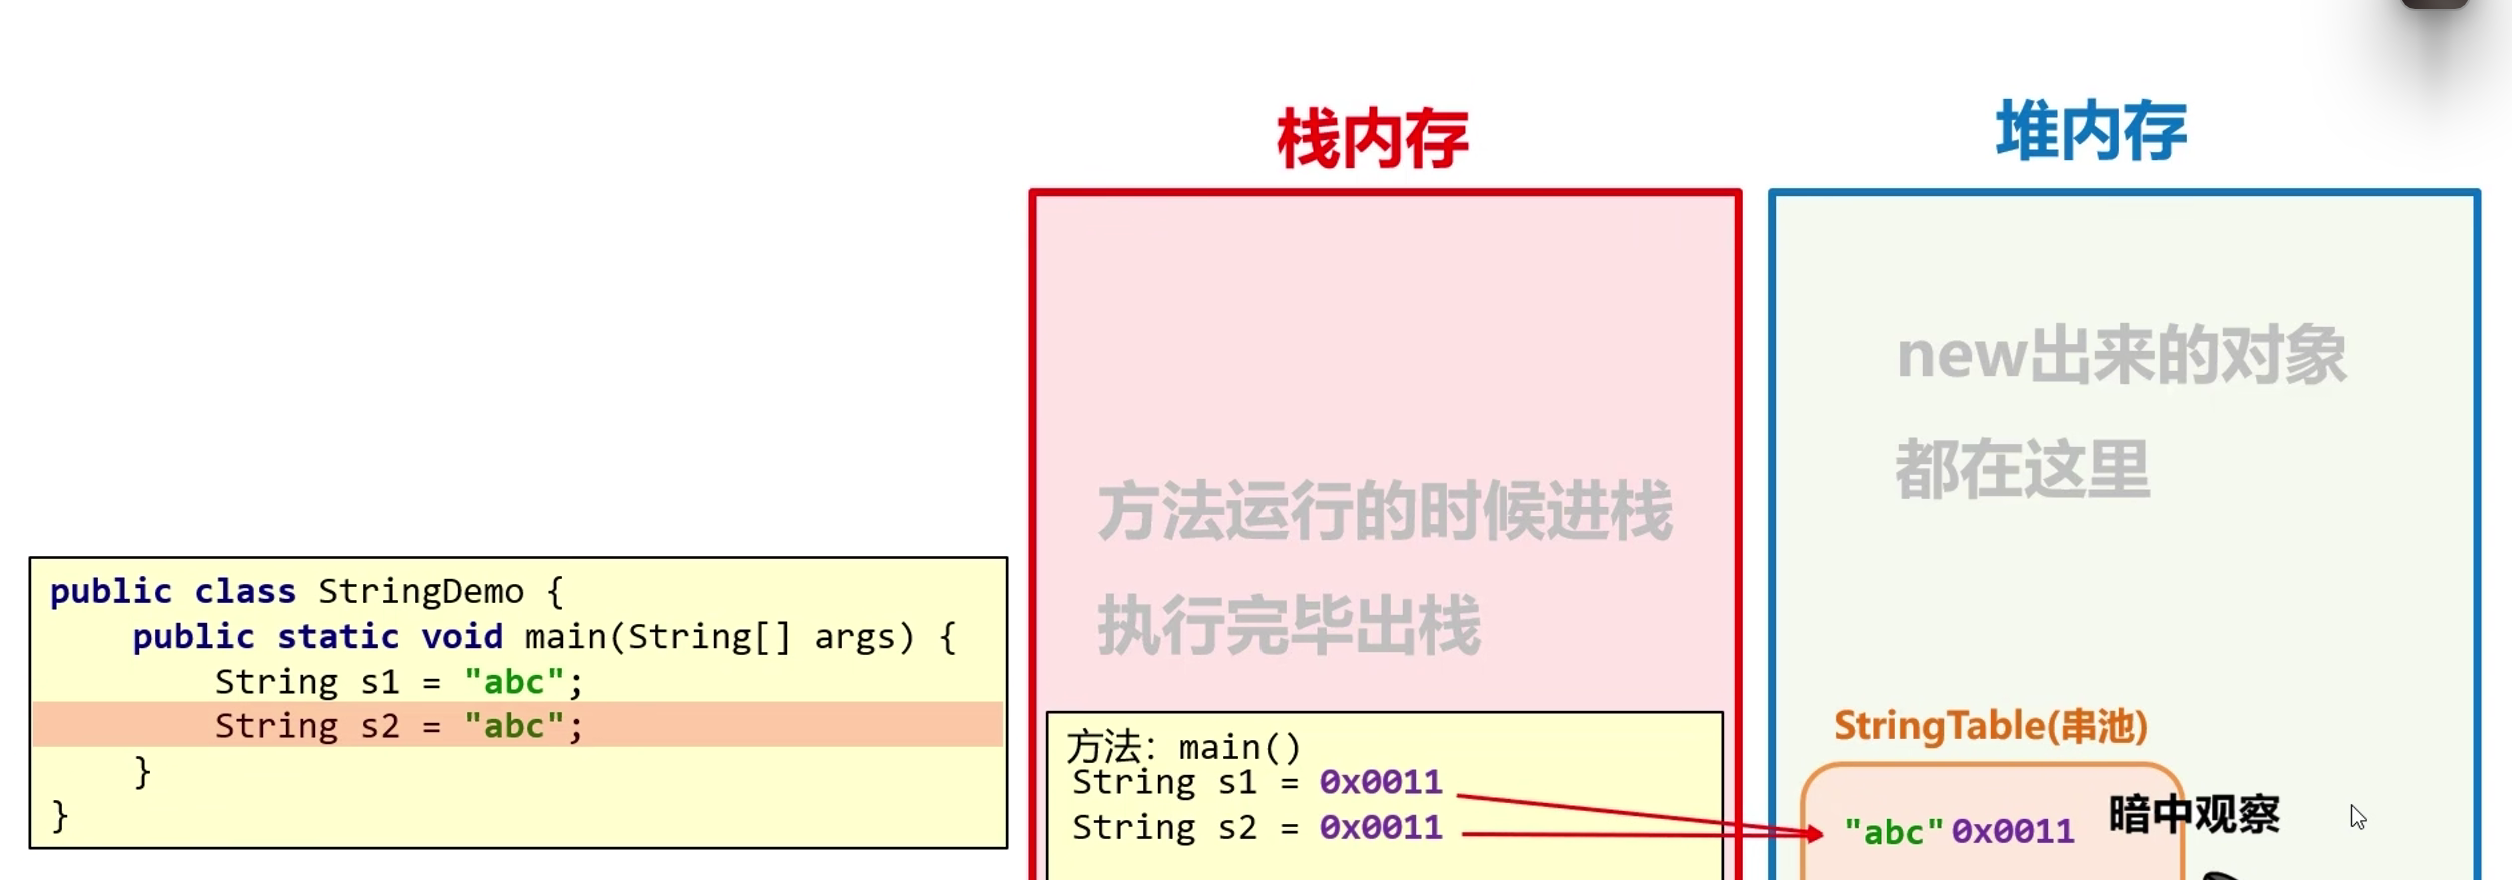 栈内存
堆内存
new出来的对象
都在这里
方法运行的时候进栈
执行完毕出栈
public class StringDemo {
public static void main(String[] args) {
String s1 = "abc";
String s2 = "abc";
}
}
方法：main()
String s1 = 0x0011
String s2 = 0x0011
StringTable(串池)
"abc" 0x0011
暗中观察